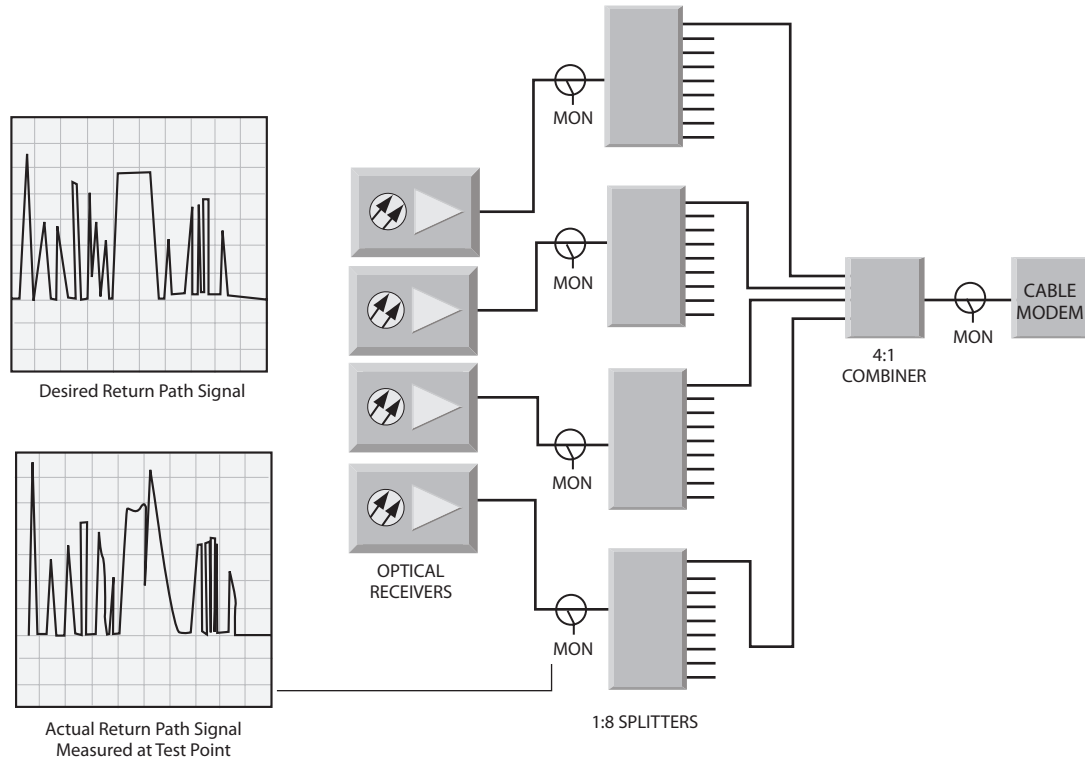 MON
Desired Return Path Signal
MON
CABLE
MODEM
MON
4:1
COMBINER
MON
OPTICAL
RECEIVERS
MON
1:8 SPLITTERS
Actual Return Path Signal
Measured at Test Point